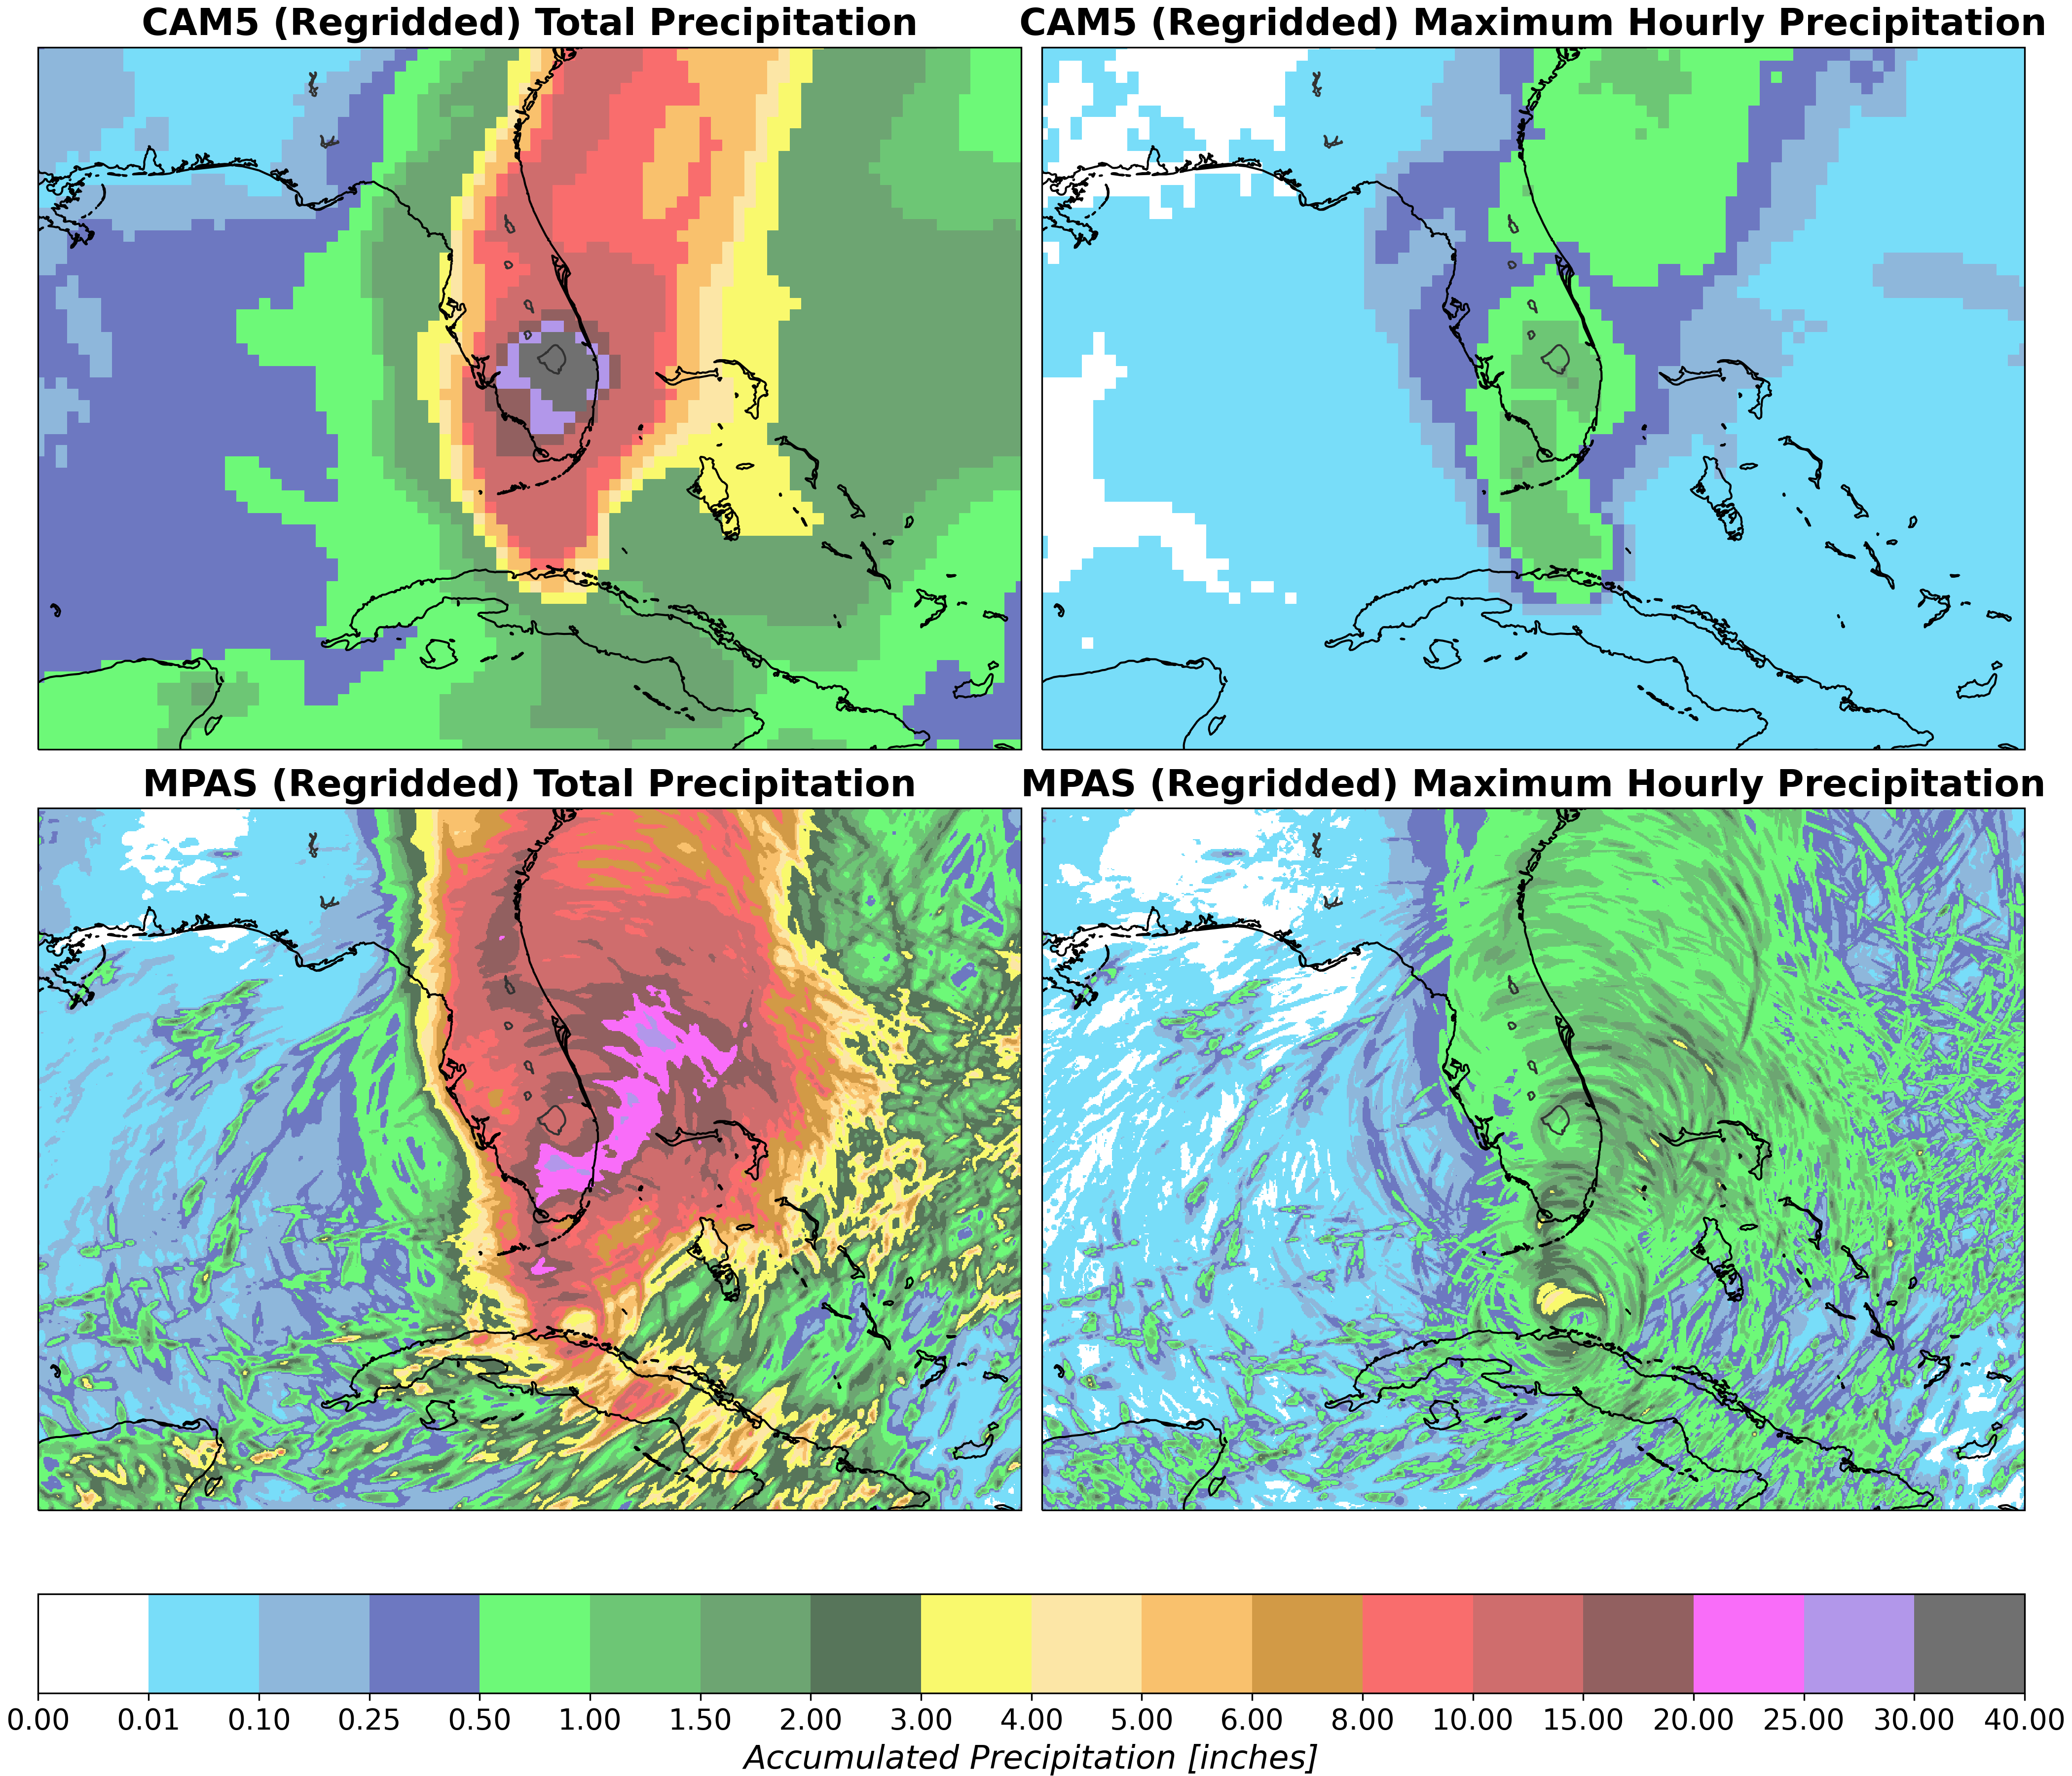 CAM5 (Regridded) Total Precipitation
CAM5 (Regridded) Maximum Hourly Precipitation
MPAS (Regridded) Total Precipitation
MPAS (Regridded) Maximum Hourly Precipitation
0.00 0.01 0.10 0.25 0.50 1.00 1.50 2.00 3.00 4.00 5.00 6.00 8.00 10.00 15.00 20.00 25.00 30.00 40.00
Accumulated Precipitation [inches]